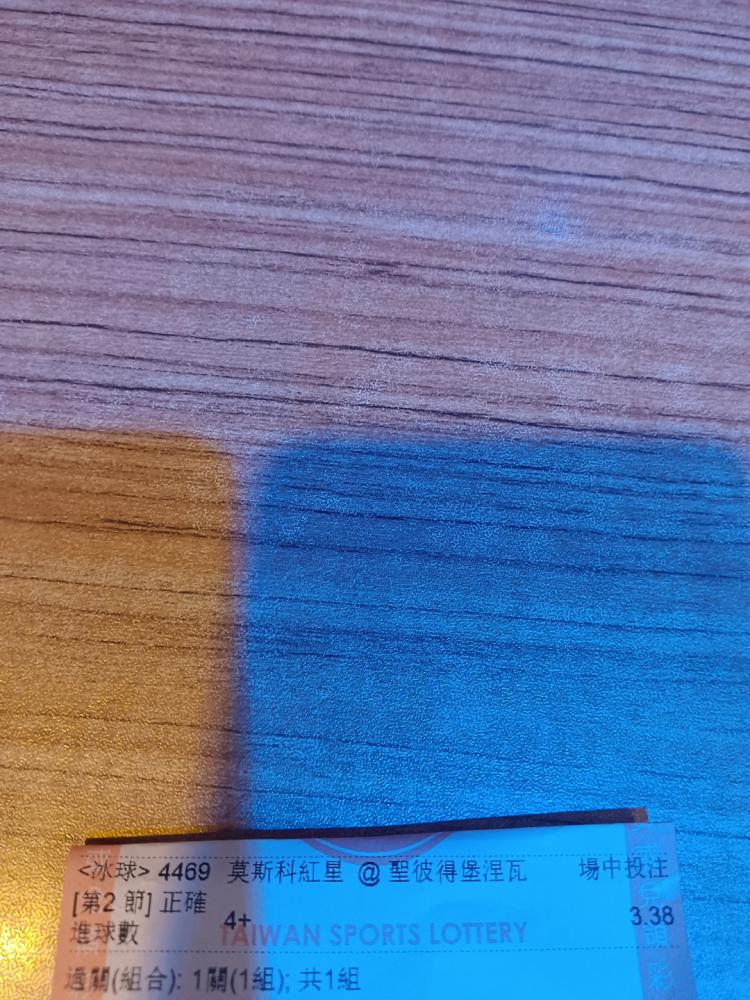 <冰球> 4469 莫斯科紅星 @ 聖彼得堡涅瓦 場中投注
[第2 節] 正確
進球數 4+ 3.38
TAIWAN SPORTS LOTTERY
過關(組合): 1關(1組); 共1組
彩